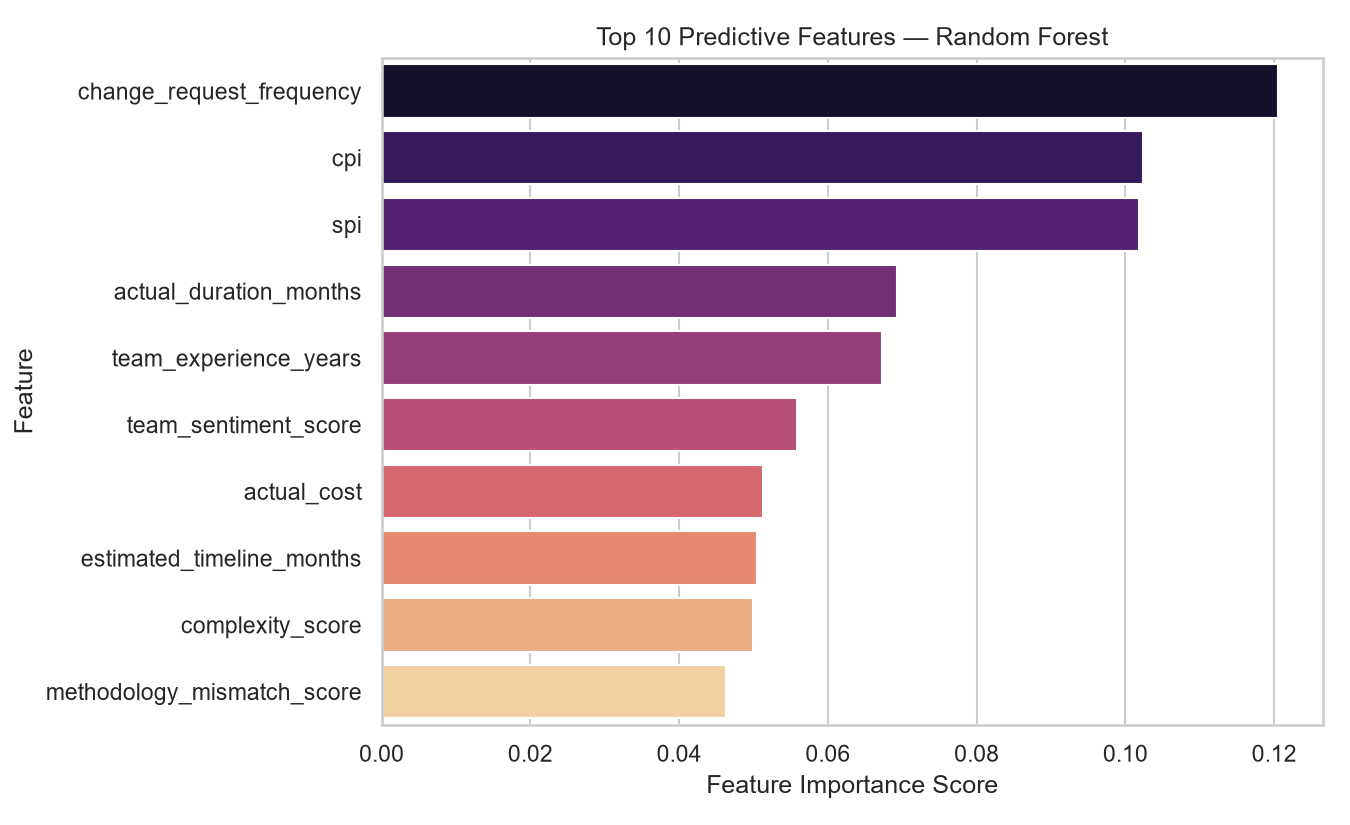 Top 10 Predictive Features — Random Forest
Feature
change_request_frequency
cpi
spi
actual_duration_months
team_experience_years
team_sentiment_score
actual_cost
estimated_timeline_months
complexity_score
methodology_mismatch_score
0.00 0.02 0.04 0.06 0.08 0.10 0.12
Feature Importance Score